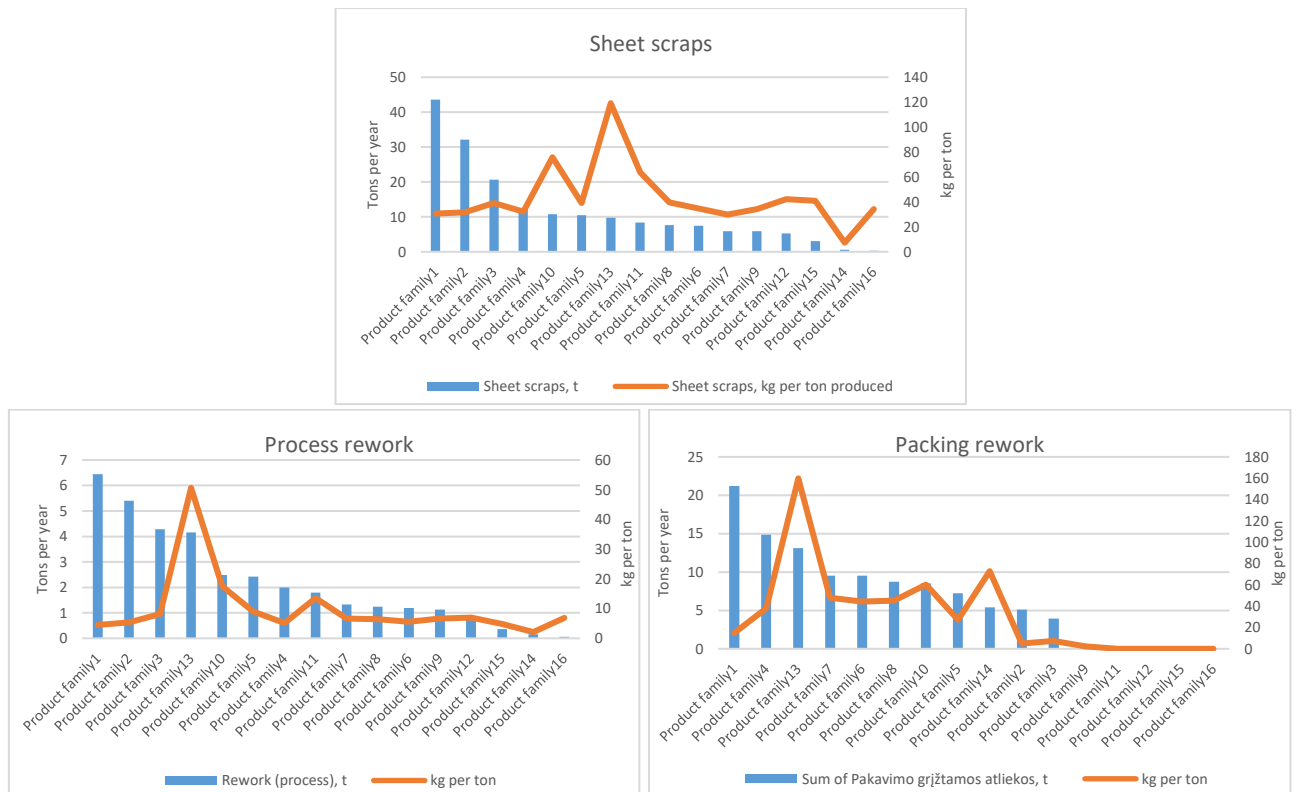 Sheet scraps
50
40
30
20
10
0
Tons per year
140
120
100
80
60
40
20
0
kg per ton
Product family1
Product family2
Product family3
Product family4
Product family10
Product family5
Product family13
Product family11
Product family8
Product family6
Product family7
Product family9
Product family12
Product family15
Product family14
Product family16
Sheet scraps, t
Sheet scraps, kg per ton produced
Process rework
7
6
5
4
3
2
1
0
Tons per year
60
50
40
30
20
10
0
kg per ton
Product family1
Product family2
Product family3
Product family13
Product family10
Product family5
Product family4
Product family11
Product family7
Product family8
Product family6
Product family9
Product family12
Product family15
Product family14
Product family16
Rework (process), t
kg per ton
Packing rework
25
20
15
10
5
0
Tons per year
180
160
140
120
100
80
60
40
20
0
kg per ton
Product family1
Product family4
Product family13
Product family7
Product family6
Product family8
Product family10
Product family5
Product family14
Product family2
Product family3
Product family9
Product family11
Product family12
Product family15
Product family16
Sum of Pakavimo grįžtamos atliekos, t
kg per ton